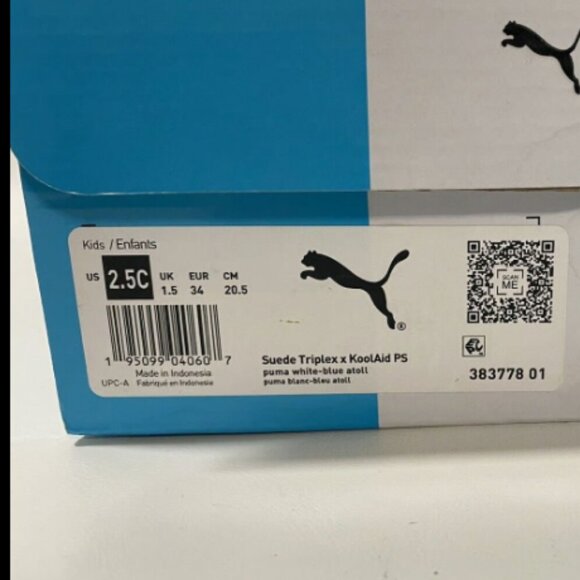 Kids / Enfants
US 2.5C UK 1.5 EUR 34 CM 20.5
SCAN ME
1 95099 04060 7
UPC-A
Made in Indonesia
Fabriqué en Indonesia
®
Suede Triplex x KoolAid PS
puma white-blue atoll
puma blanc-bleu atoll
383778 01